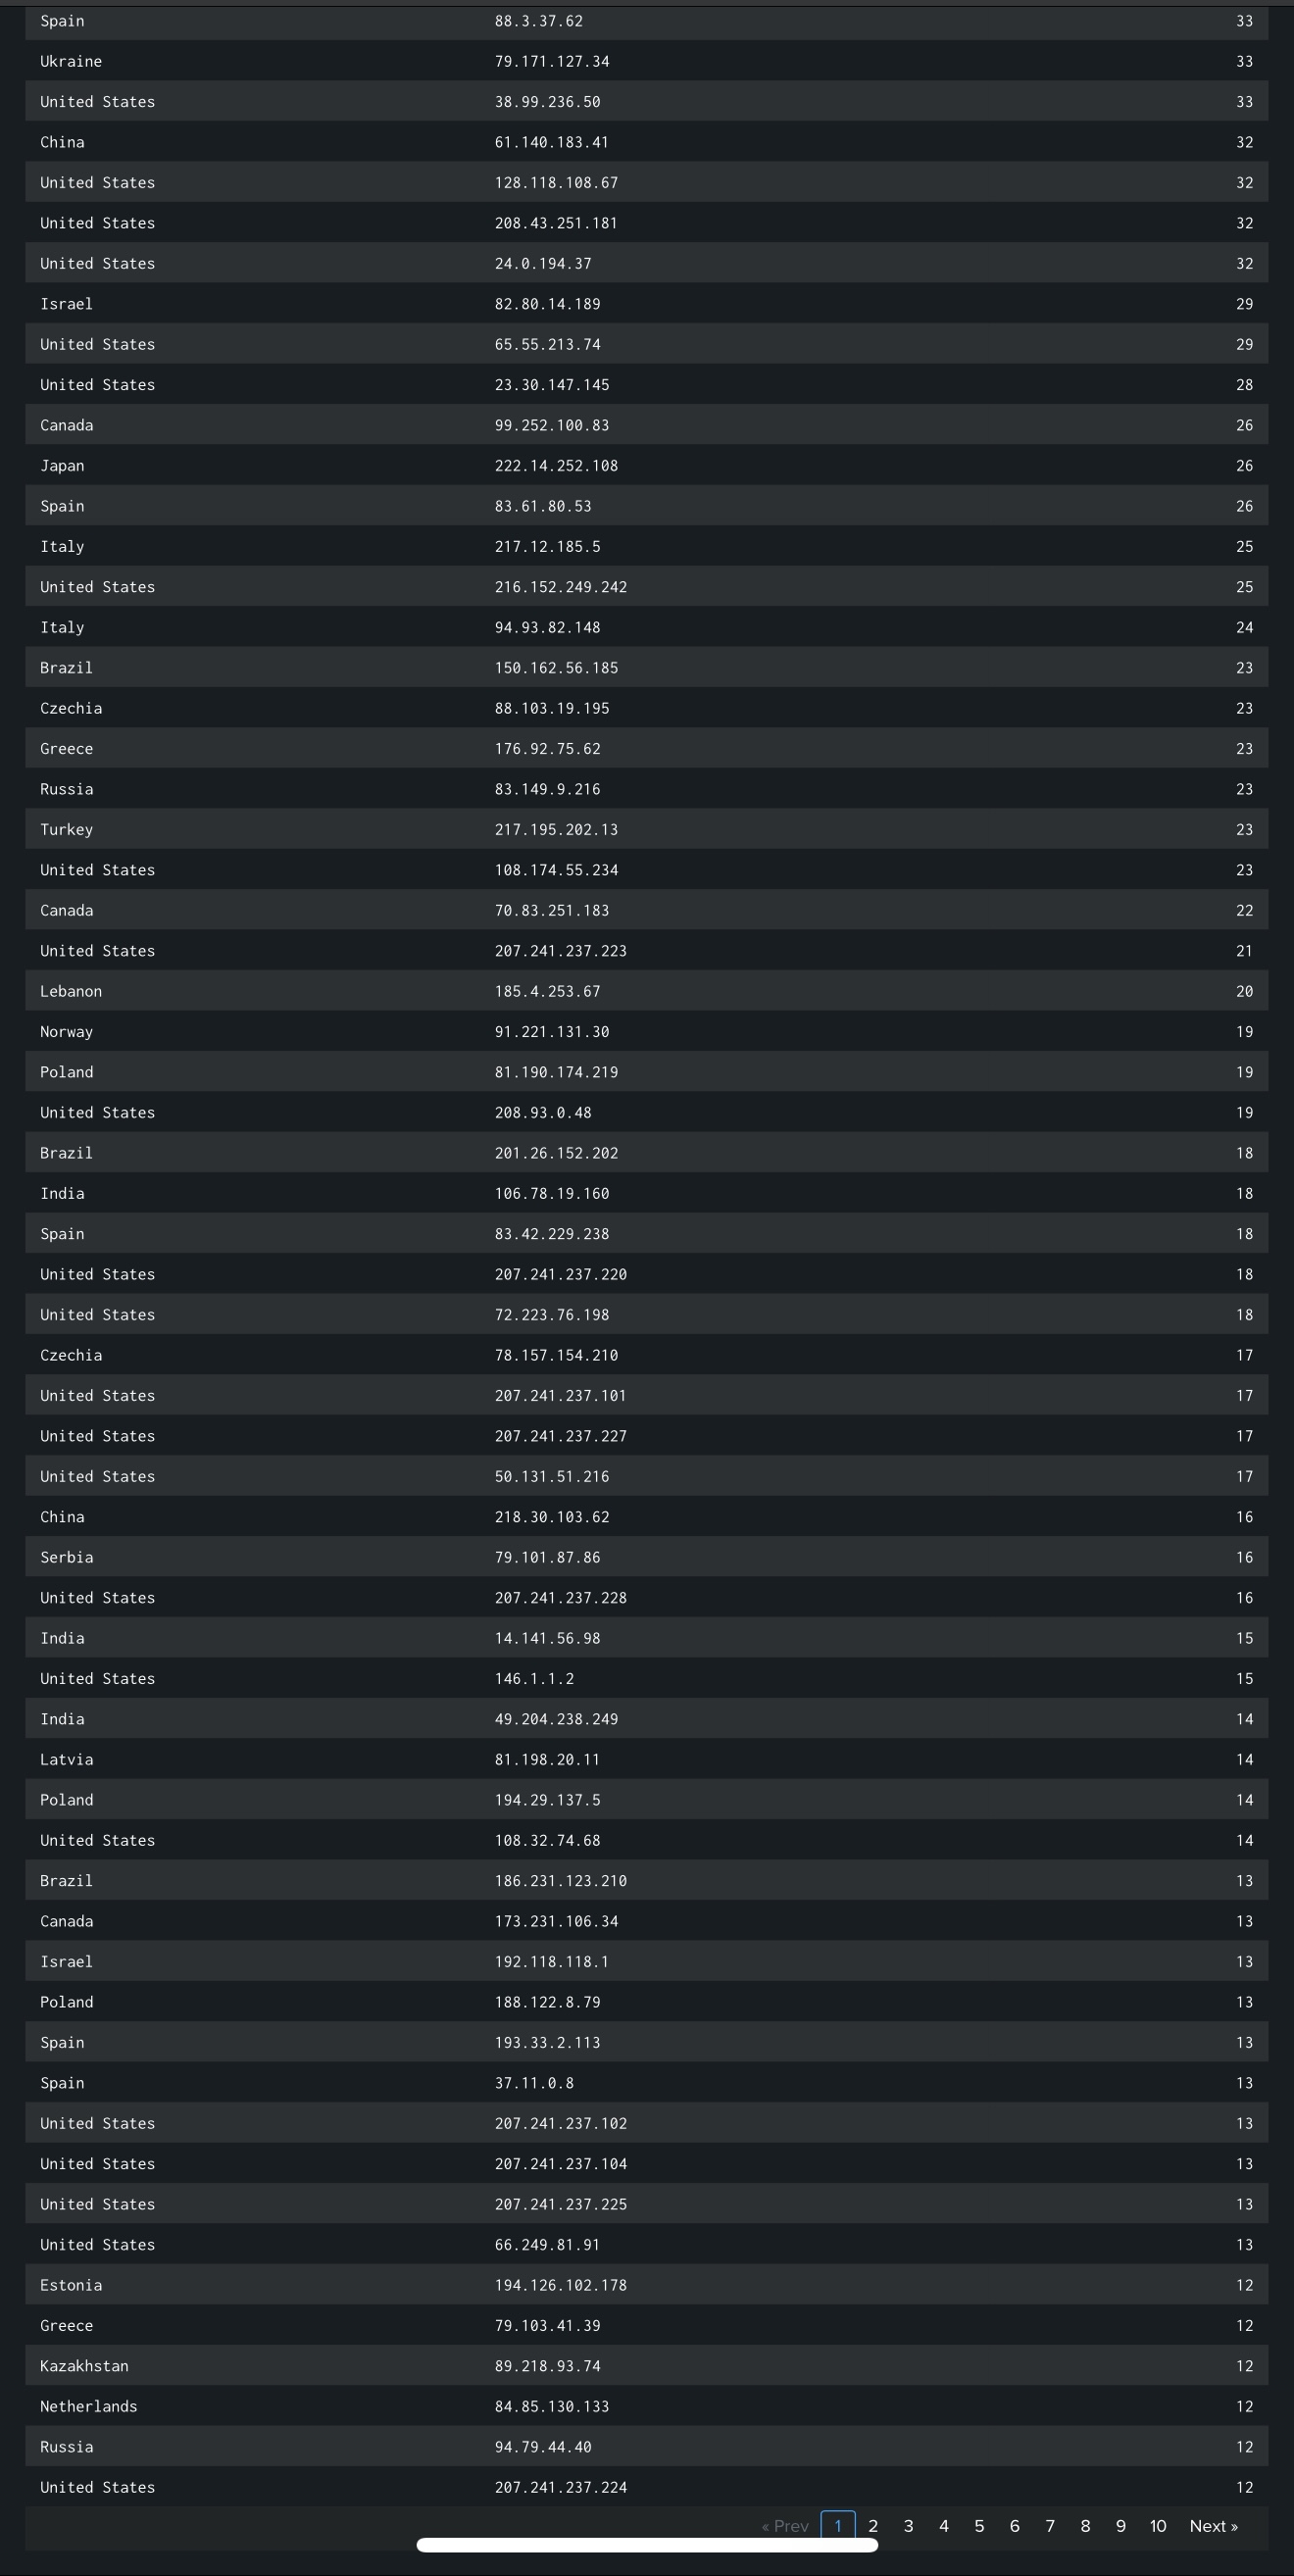 Spain 88.3.37.62 33
Ukraine 79.171.127.34 33
United States 38.99.236.50 33
China 61.140.183.41 32
United States 128.118.108.67 32
United States 208.43.251.181 32
United States 24.0.194.37 32
Israel 82.80.14.189 29
United States 65.55.213.74 29
United States 23.30.147.145 28
Canada 99.252.100.83 26
Japan 222.14.252.108 26
Spain 83.61.80.53 26
Italy 217.12.185.5 25
United States 216.152.249.242 25
Italy 94.93.82.148 24
Brazil 150.162.56.185 23
Czechia 88.103.19.195 23
Greece 176.92.75.62 23
Russia 83.149.9.216 23
Turkey 217.195.202.13 23
United States 108.174.55.234 23
Canada 70.83.251.183 22
United States 207.241.237.223 21
Lebanon 185.4.253.67 20
Norway 91.221.131.30 19
Poland 81.190.174.219 19
United States 208.93.0.48 19
Brazil 201.26.152.202 18
India 106.78.19.160 18
Spain 83.42.229.238 18
United States 207.241.237.220 18
United States 72.223.76.198 18
Czechia 78.157.154.210 17
United States 207.241.237.101 17
United States 207.241.237.227 17
United States 50.131.51.216 17
China 218.30.103.62 16
Serbia 79.101.87.86 16
United States 207.241.237.228 16
India 14.141.56.98 15
United States 146.1.1.2 15
India 49.204.238.249 14
Latvia 81.198.20.11 14
Poland 194.29.137.5 14
United States 108.32.74.68 14
Brazil 186.231.123.210 13
Canada 173.231.106.34 13
Israel 192.118.118.1 13
Poland 188.122.8.79 13
Spain 193.33.2.113 13
Spain 37.11.0.8 13
United States 207.241.237.102 13
United States 207.241.237.104 13
United States 207.241.237.225 13
United States 66.249.81.91 13
Estonia 194.126.102.178 12
Greece 79.103.41.39 12
Kazakhstan 89.218.93.74 12
Netherlands 84.85.130.133 12
Russia 94.79.44.40 12
United States 207.241.237.224 12
« Prev 1 2 3 4 5 6 7 8 9 10 Next »